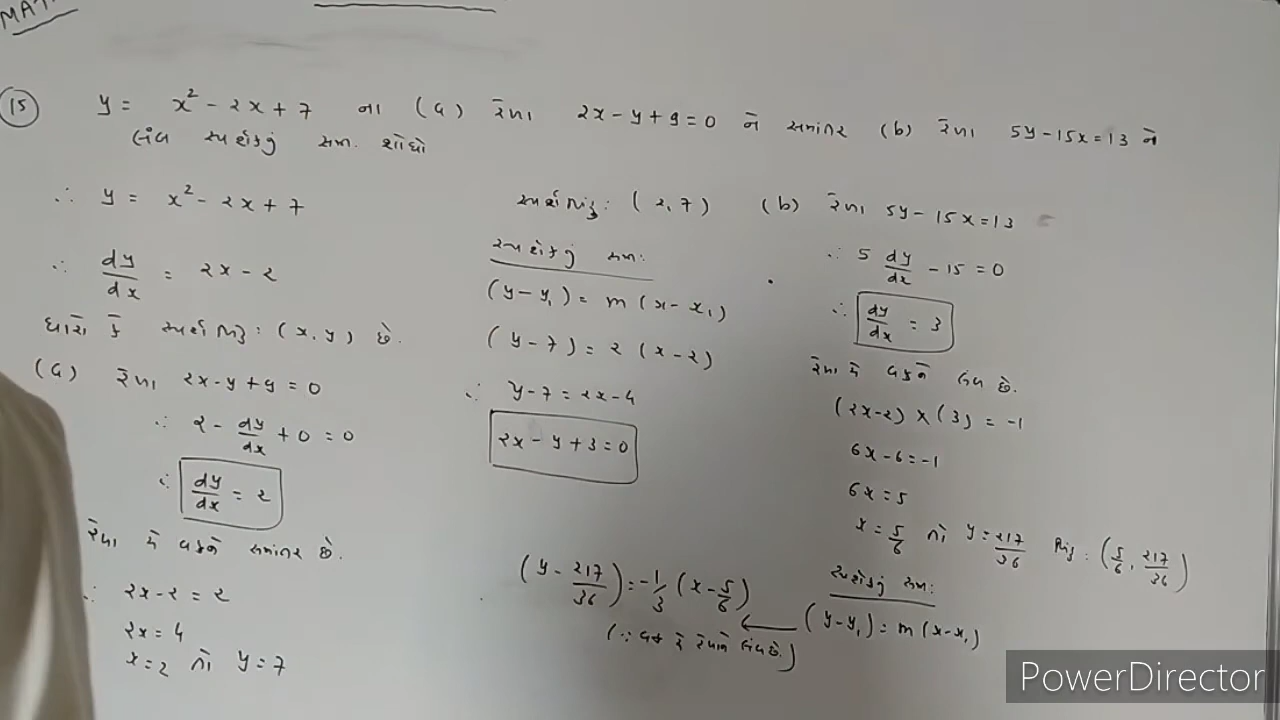 MAT
(15) y = x² - 2x + 7 ના (a) રેખા 2x - y + 9 = 0 ને સમાંતર (b) રેખા 5y - 15x = 13 ને
લંબ સ્પર્શકનું સમ. શોધો
∴ y = x² - 2x + 7
∴ dy/dx = 2x - 2
ધારો કે સ્પર્શબિંદુ : (x, y) છે.
(a) રેખા 2x - y + 9 = 0
∴ 2 - dy/dx + 0 = 0
∴ dy/dx = 2
રેખા એ વક્રને સમાંતર છે.
∴ 2x - 2 = 2
2x = 4
x = 2 તો y = 7
સ્પર્શબિંદુ : (2, 7)
સ્પર્શકનું સમ:
(y - y₁) = m (x - x₁)
(y - 7) = 2 (x - 2)
∴ y - 7 = 2x - 4
2x - y + 3 = 0
(b) રેખા 5y - 15x = 13
∴ 5 dy/dx - 15 = 0
∴ dy/dx = 3
રેખા એ વક્રને લંબ છે.
(2x - 2) × (3) = -1
6x - 6 = -1
6x = 5
x = 5/6 તો y = 217/36 બિંદુ : (5/6, 217/36)
સ્પર્શકનું સમ:
(y - y₁) = m (x - x₁)
(y - 217/36) = -1/3 (x - 5/6)
(∵ વક્ર એ રેખાને લંબ છે.)
PowerDirector